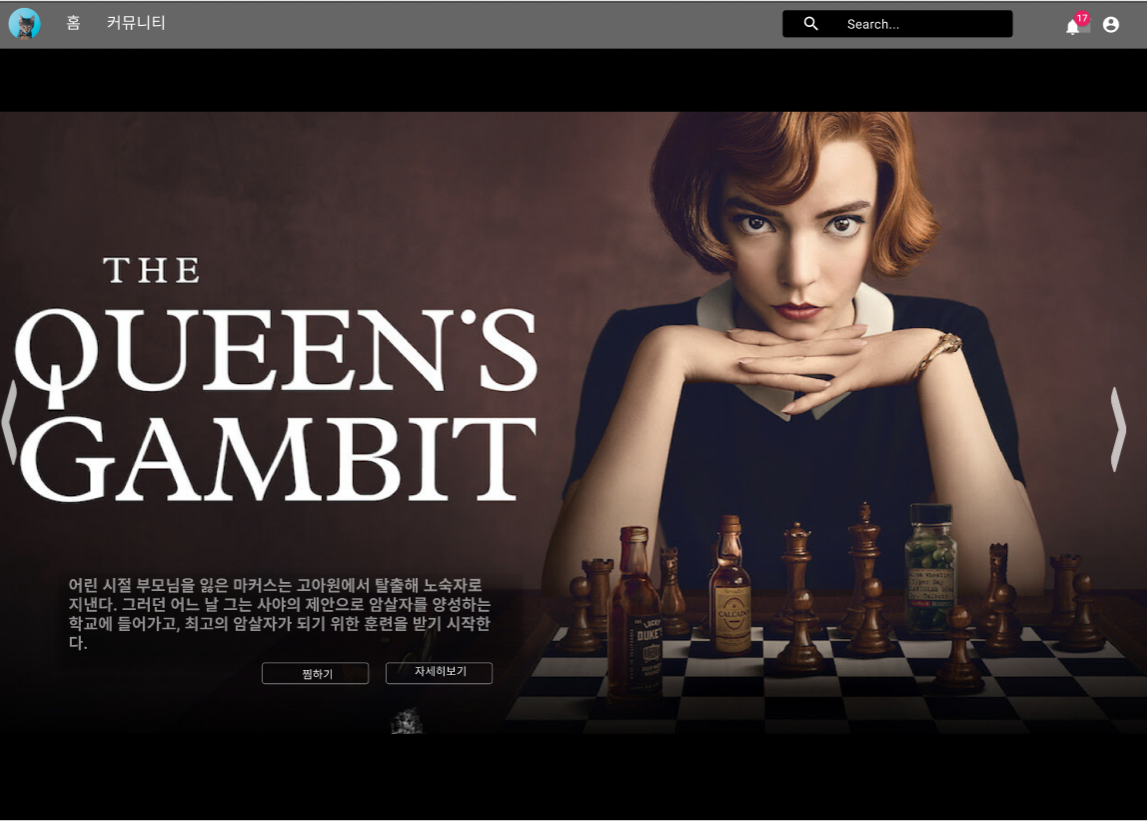 홈 커뮤니티
Search...
17
THE
QUEEN'S
GAMBIT
어린 시절 부모님을 잃은 마커스는 고아원에서 탈출해 노숙자로
지낸다. 그러던 어느 날 그는 사야의 제안으로 암살자를 양성하는
학교에 들어가고, 최고의 암살자가 되기 위한 훈련을 받기 시작한
다.
찜하기 자세히보기
DUKE'S